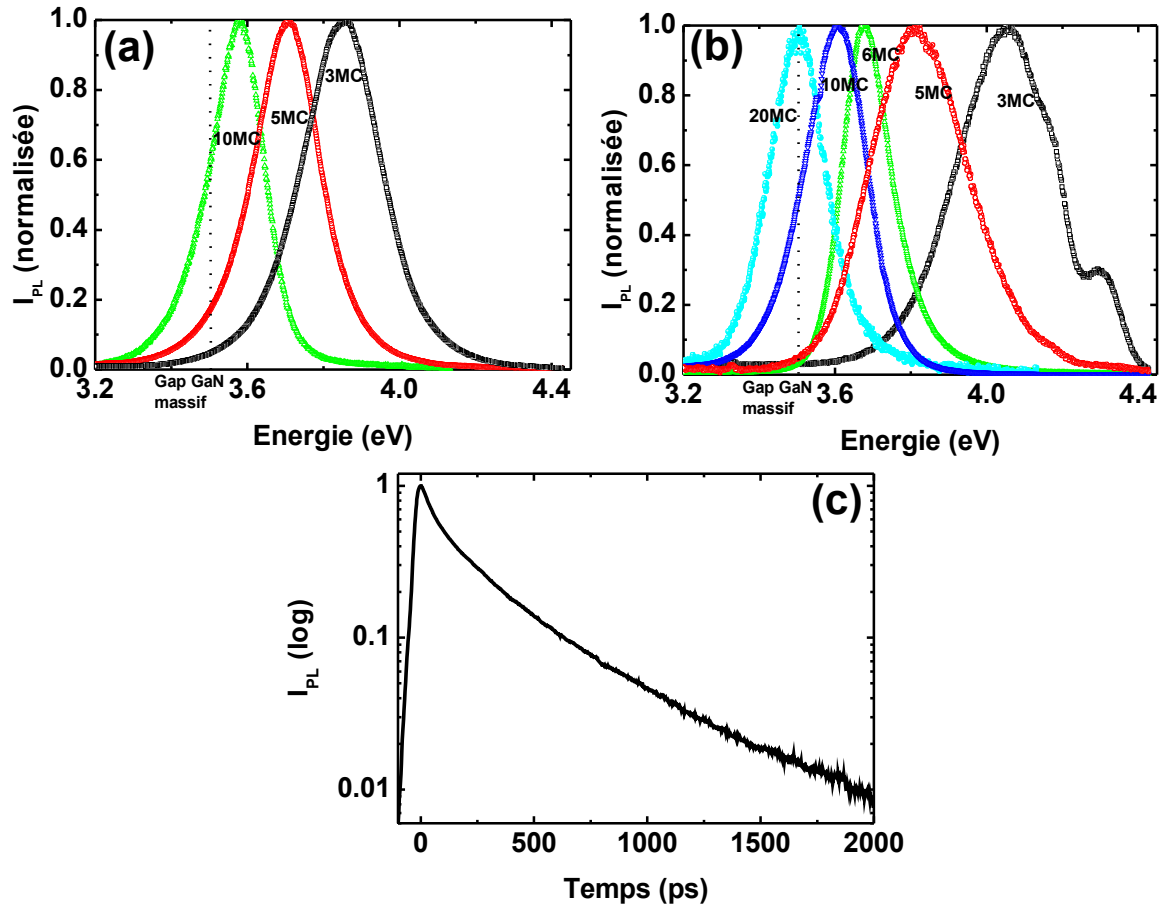 (a)
I_PL (normalisée)
1.0
0.8
0.6
0.4
0.2
0.0
10MC
5MC
3MC
3.2
3.6
4.0
4.4
Gap GaN
massif
Energie (eV)
(b)
I_PL (normalisée)
1.0
0.8
0.6
0.4
0.2
0.0
20MC
10MC
6MC
5MC
3MC
3.2
3.6
4.0
4.4
Gap GaN
massif
Energie (eV)
(c)
I_PL (log)
1
0.1
0.01
0
500
1000
1500
2000
Temps (ps)